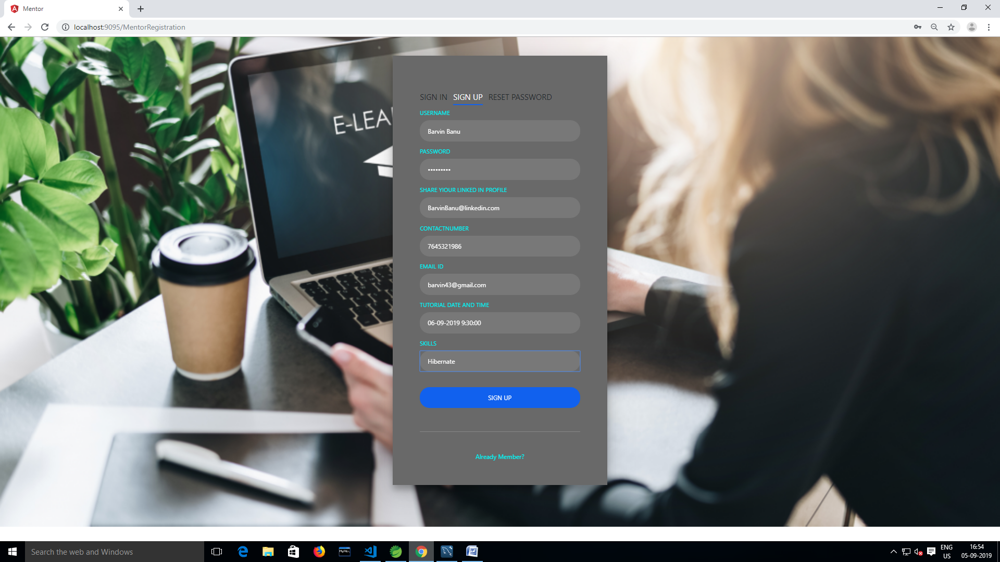 Mentor
localhost:9095/MentorRegistration
E-LEA
SIGN IN SIGN UP RESET PASSWORD
USERNAME
Barvin Banu
PASSWORD
•••••••••
SHARE YIOUR LINKED IN PROFILE
BarvinBanu@linkedin.com
CONTACTNUMBER
7645321986
EMAIL ID
barvin43@gmail.com
TUTORIAL DATE AND TIME
06-09-2019 9:30:00
SKILLS
Hibernate
SIGN UP
Already Member?
Search the web and Windows
ENG
US
16:54
05-09-2019